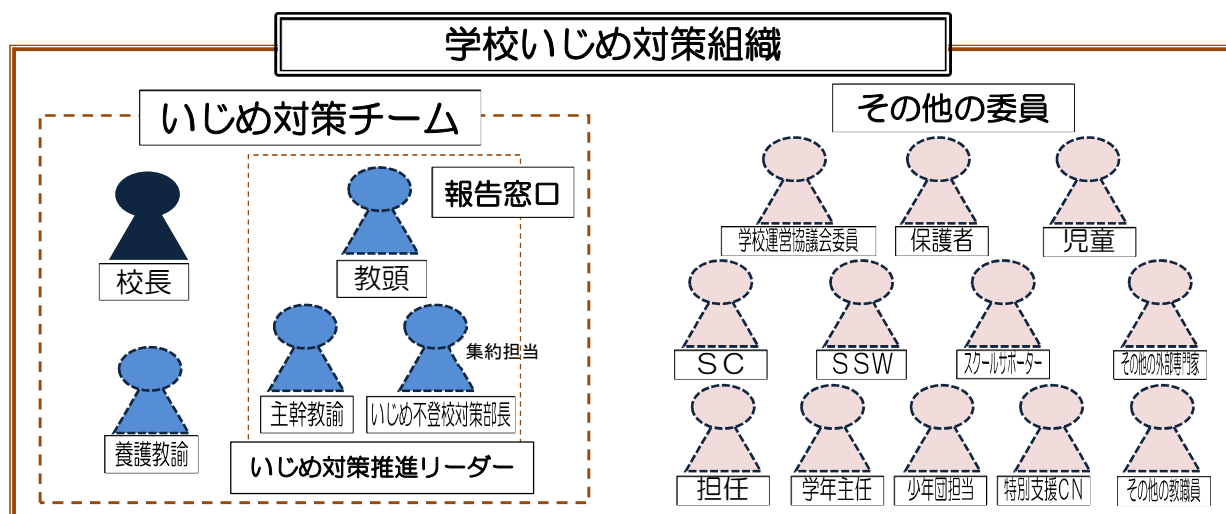 学校いじめ対策組織
いじめ対策チーム
報告窓口
校長
教頭
集約担当
主幹教諭
いじめ不登校対策部長
養護教諭
いじめ対策推進リーダー
その他の委員
学校運営協議会委員
保護者
児童
SC
SSW
スクールサポーター
その他の外部専門家
担任
学年主任
少年団担当
特別支援CN
その他の教職員